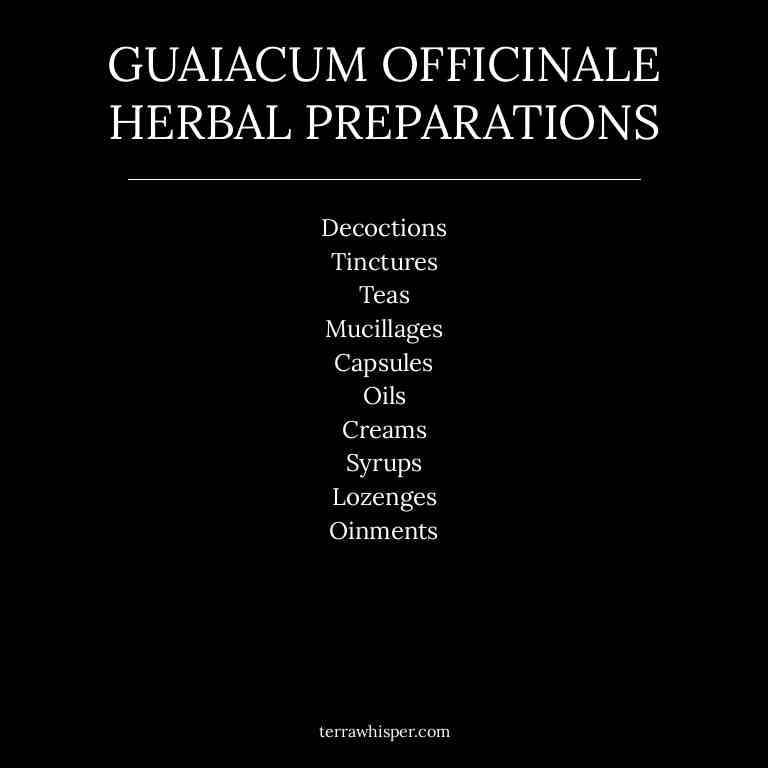 GUAIACUM OFFICINALE
HERBAL PREPARATIONS
Decoctions
Tinctures
Teas
Mucillages
Capsules
Oils
Creams
Syrups
Lozenges
Oinments
terrawhisper.com